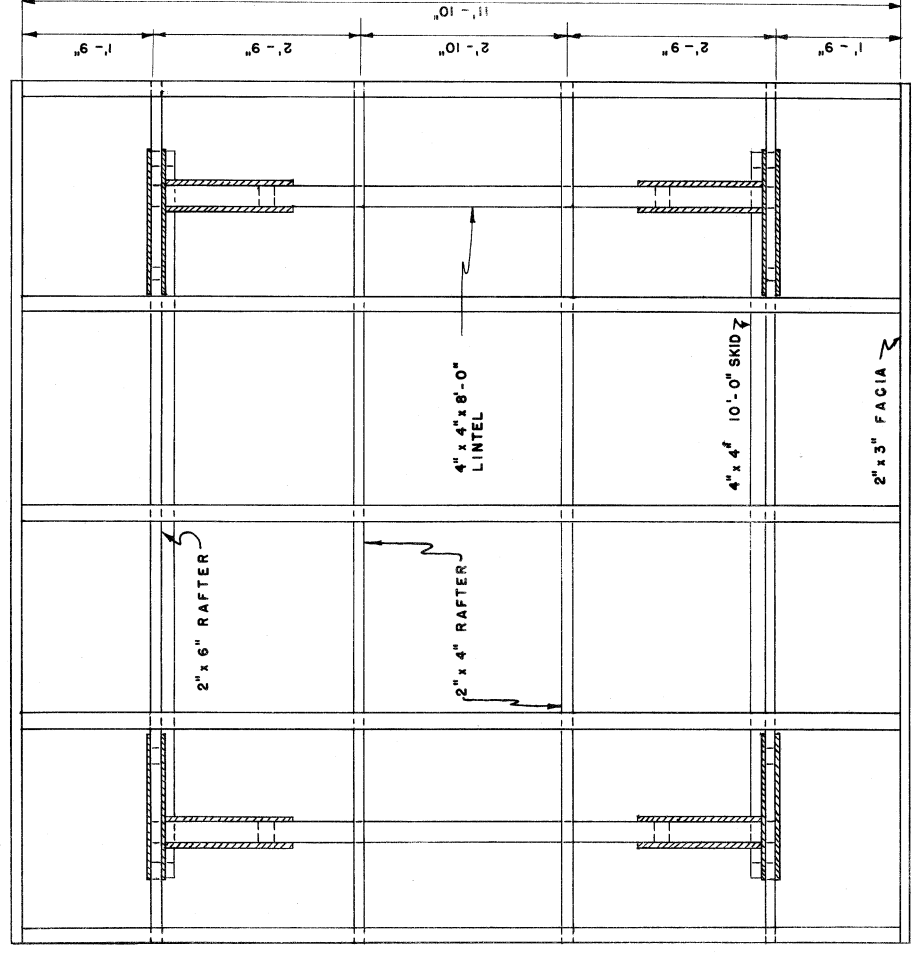 11'-10"
1'-9"
2'-9"
2'-10"
2'-9"
1'-9"
4" x 4" x 8'-0"
LINTEL
4" x 4" 10'-0" SKID
2" x 3" FACIA
2" x 6" RAFTER
2" x 4" RAFTER